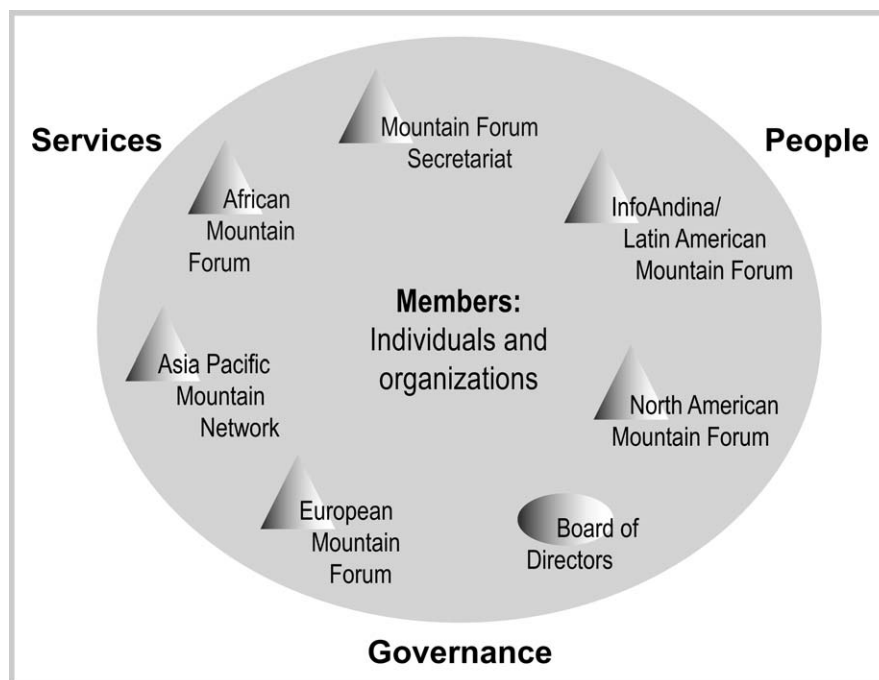 Services
People
Mountain Forum
Secretariat
African
Mountain
Forum
InfoAndina/
Latin American
Mountain Forum
Members:
Individuals and
organizations
Asia Pacific
Mountain
Network
North American
Mountain Forum
European
Mountain
Forum
Board of
Directors
Governance